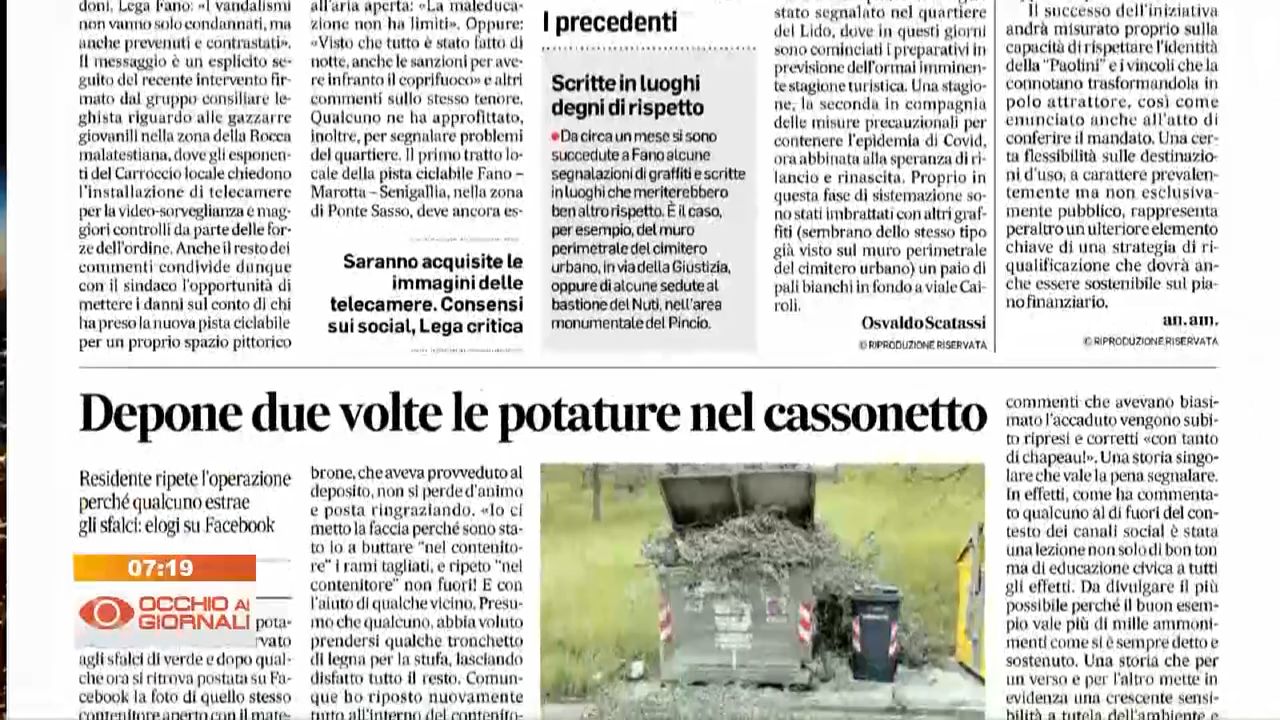 doni, Lega Fano: «I vandalismi
non vanno solo condannati, ma
anche prevenuti e contrastati».
Il messaggio è un esplicito se-
guito del recente intervento fir-
mato dal gruppo consiliare le-
ghista riguardo alle gazzarre
giovanili nella zona della Rocca
malatestiana, dove gli esponen-
ti del Carroccio locale chiedono
l'installazione di telecamere
per la video-sorveglianza e mag-
giori controlli da parte delle for-
ze dell'ordine. Anche il resto dei
commenti condivide dunque
con il sindaco l'opportunità di
mettere i danni sul conto di chi
ha preso la nuova pista ciclabile
per un proprio spazio pittorico
all'aria aperta: «La maleduca-
zione non ha limiti». Oppure:
«Visto che tutto è stato fatto di
notte, anche le sanzioni per ave-
re infranto il coprifuoco» e altri
commenti sullo stesso tenore.
Qualcuno ne ha approfittato,
inoltre, per segnalare problemi
del quartiere. Il primo tratto lo-
cale della pista ciclabile Fano –
Marotta – Senigallia, nella zona
di Ponte Sasso, deve ancora es-
Saranno acquisite le
immagini delle
telecamere. Consensi
sui social, Lega critica
I precedenti
Scritte in luoghi
degni di rispetto
•Da circa un mese si sono
succedute a Fano alcune
segnalazioni di graffiti e scritte
in luoghi che meriterebbero
ben altro rispetto. È il caso,
per esempio, del muro
perimetrale del cimitero
urbano, in via della Giustizia,
oppure di alcune sedute al
bastione del Nuti, nell'area
monumentale del Pincio.
stato segnalato nel quartiere
del Lido, dove in questi giorni
sono cominciati i preparativi in
previsione dell'ormai imminen-
te stagione turistica. Una stagio-
ne, la seconda in compagnia
delle misure precauzionali per
contenere l'epidemia di Covid,
ora abbinata alla speranza di ri-
lancio e rinascita. Proprio in
questa fase di sistemazione so-
no stati imbrattati con altri graf-
fiti (sembrano dello stesso tipo
già visto sul muro perimetrale
del cimitero urbano) un paio di
pali bianchi in fondo a viale Cai-
roli.
Osvaldo Scatassi
© RIPRODUZIONE RISERVATA
Il successo dell'iniziativa
andrà misurato proprio sulla
capacità di rispettare l'identità
della "Paolini" e i vincoli che la
connotano trasformandola in
polo attrattore, così come
enunciato anche all'atto di
conferire il mandato. Una cer-
ta flessibilità sulle destinazio-
ni d'uso, a carattere prevalen-
temente ma non esclusiva-
mente pubblico, rappresenta
peraltro un ulteriore elemento
chiave di una strategia di ri-
qualificazione che dovrà an-
che essere sostenibile sul pia-
no finanziario.
an.am.
© RIPRODUZIONE RISERVATA
Depone due volte le potature nel cassonetto
Residente ripete l'operazione
perché qualcuno estrae
gli sfalci: elogi su Facebook
07:19
OCCHIO AI
GIORNALI
pota-
rvato
agli sfalci di verde e dopo qual-
che ora si ritrova postata su Fa-
cebook la foto di quello stesso
contenitore aperto con il mate-
brone, che aveva provveduto al
deposito, non si perde d'animo
e posta ringraziando. «Io ci
metto la faccia perché sono sta-
to io a buttare "nel contenito-
re" i rami tagliati, e ripeto "nel
contenitore" non fuori! E con
l'aiuto di qualche vicino. Presu-
mo che qualcuno, abbia voluto
prendersi qualche tronchetto
di legna per la stufa, lasciando
disfatto tutto il resto. Comun-
que ho riposto nuovamente
tutto all'interno del contenito-
commenti che avevano biasi-
mato l'accaduto vengono subi-
to ripresi e corretti «con tanto
di chapeau!». Una storia singo-
lare che vale la pena segnalare.
In effetti, come ha commenta-
to qualcuno al di fuori del con-
testo dei canali social è stata
una lezione non solo di bon ton
ma di educazione civica a tutti
gli effetti. Da divulgare il più
possibile perché il buon esem-
pio vale più di mille ammoni-
menti come si è sempre detto e
sostenuto. Una storia che per
un verso e per l'altro mette in
evidenza una crescente sensi-
bilità a tutela dell'ambiente e